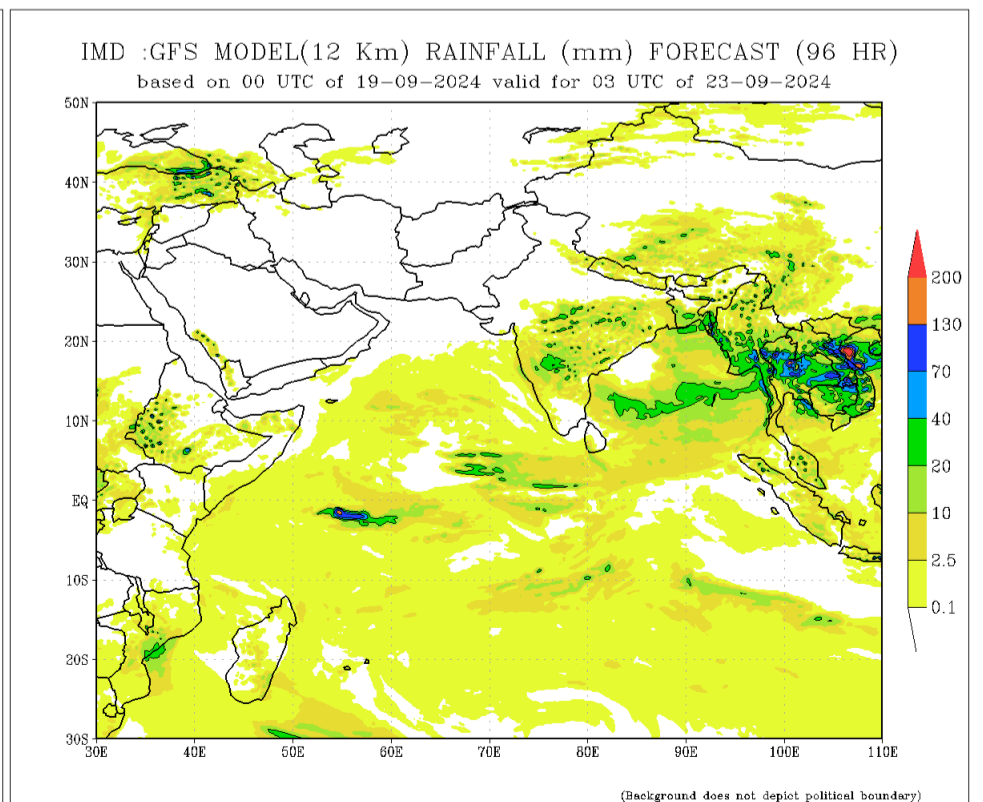 IMD :GFS MODEL(12 Km) RAINFALL (mm) FORECAST (96 HR)
based on 00 UTC of 19-09-2024 valid for 03 UTC of 23-09-2024
50N
40N
30N
20N
10N
EQ
10S
20S
30S
30E 40E 50E 60E 70E 80E 90E 100E 110E
200
130
70
40
20
10
2.5
0.1
(Background does not depict political boundary)